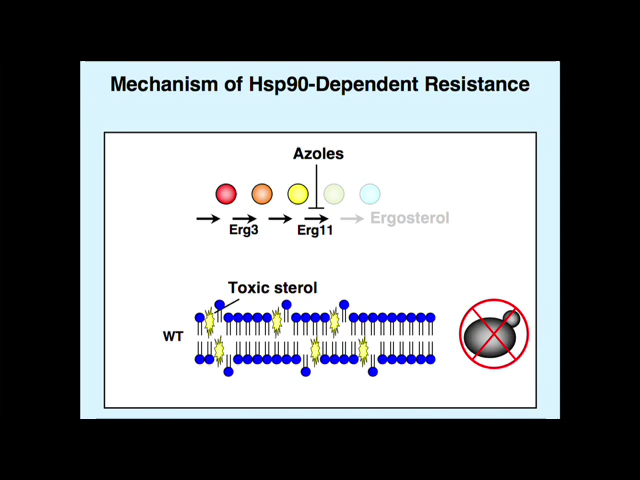 Mechanism of Hsp90-Dependent Resistance
Azoles
Ergosterol
Erg3
Erg11
Toxic sterol
WT